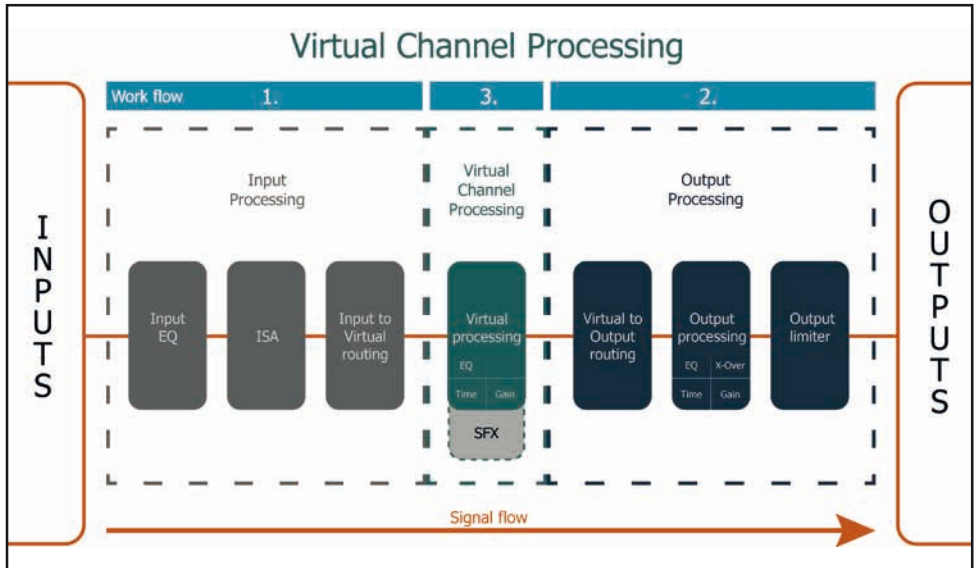 Virtual Channel Processing
Work flow 1. 3. 2.
INPUTS
Input
Processing
Virtual
Channel
Processing
Output
Processing
Input
EQ
ISA
Input to
Virtual
routing
Virtual
processing
EQ
Time Gain
SFX
Virtual to
Output
routing
Output
processing
EQ X-Over
Time Gain
Output
limiter
OUTPUTS
Signal flow